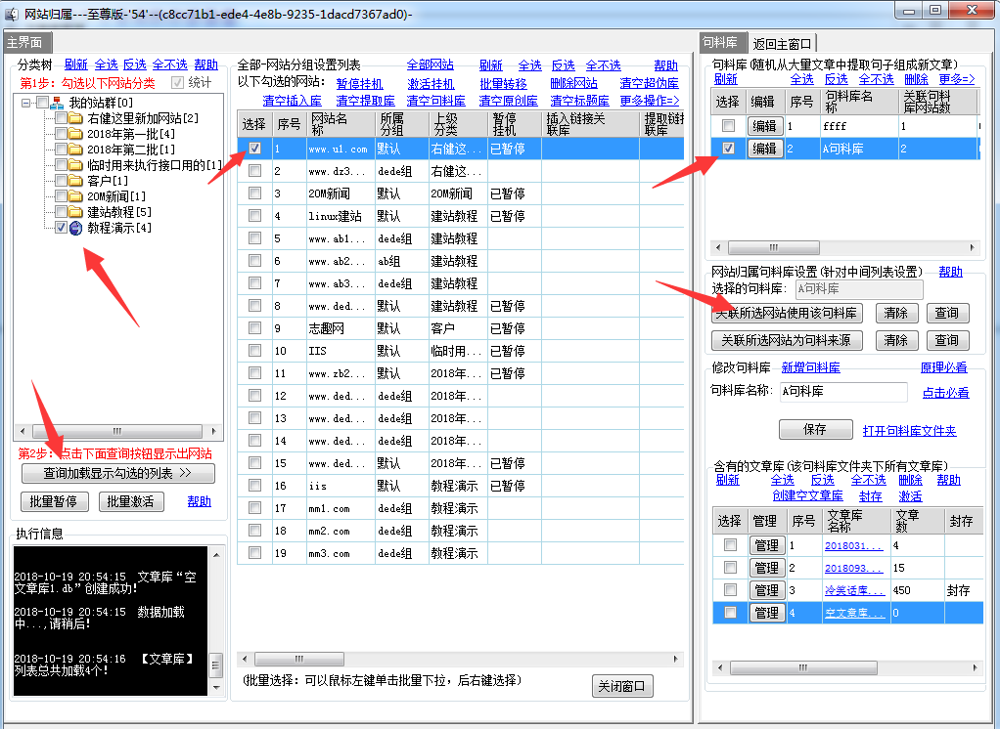 网站归属---至尊版-'54'--(c8cc71b1-ede4-4e8b-9235-1dacd7367ad0)-
主界面
分类树 刷新 全选 反选 全不选 帮助
第1步: 勾选以下网站分类 统计
我的站群[0]
右健这里新加网站[2]
2018年第一批[4]
2018年第二批[1]
临时用来执行接口用的[1]
客户[1]
20M新闻[1]
建站教程[5]
教程演示[4]
第2步: 点击下面查询按钮显示出网站
查询加载显示勾选的列表 >>
批量暂停 批量激活 帮助
执行信息
2018-10-19 20:54:15 文章库“空
文章库1.db”创建成功!
2018-10-19 20:54:15 数据加载
中...,请稍后!
2018-10-19 20:54:16 【文章库】
列表总共加载4个!
全部-网站分组设置列表 全部网站 刷新 全选 反选 全不选 帮助
以下勾选的网站: 暂停挂机 激活挂机 批量转移 删除网站 清空超伪库
清空插入库 清空提取库 清空句料库 清空原创库 清空标题库 更多操作=>
选择 序号 网站名称 所属分组 上级分类 暂停挂机 插入链接关联库 提取链 联库
1 www.u1.com 默认 右健这... 已暂停
2 www.dz3... dede组 右健这...
3 20M新闻 默认 20M新闻 已暂停
4 linux建站 默认 建站教程 已暂停
5 www.ab1... dede组 建站教程
6 www.ab2... ab组 建站教程
7 www.ab3... dede组 建站教程
8 www.ded... 默认 建站教程 已暂停
9 志趣网 默认 客户 已暂停
10 IIS 默认 临时用... 已暂停
11 www.zb2... 默认 2018年... 已暂停
12 www.ded... dede组 2018年...
13 www.ded... dede组 2018年...
14 www.ded... dede组 2018年...
15 www.ded... 默认 2018年... 已暂停
16 iis 默认 教程演示 已暂停
17 mm1.com dede组 教程演示
18 mm2.com dede组 教程演示
19 mm3.com dede组 教程演示
(批量选择: 可以鼠标左键单击批量下拉, 后右键选择)
关闭窗口
句料库 返回主窗口
句料库(随机从大量文章中提取句子组成新文章)
刷新 全选 反选 全不选 删除 更多=>
选择 编辑 序号 句料库名称 关联句料库网站数
编辑 1 ffff 1
编辑 2 A句料库 2
网站归属句料库设置(针对中间列表设置) 帮助
选择的句料库: A句料库
关联所选网站使用该句料库 清除 查询
关联所选网站为句料来源 清除 查询
修改句料库 新增句料库 原理必看
句料库名称: A句料库 点击必看
保存 打开句料库文件夹
含有的文章库(该句料库文件夹下所有文章库)
刷新 全选 反选 全不选 删除 帮助
创建空文章库 封存 激活
选择 管理 序号 文章库名称 文章数 封存
管理 1 2018031... 4
管理 2 2018093... 15
管理 3 冷笑话库... 450 封存
管理 4 空文章库... 0